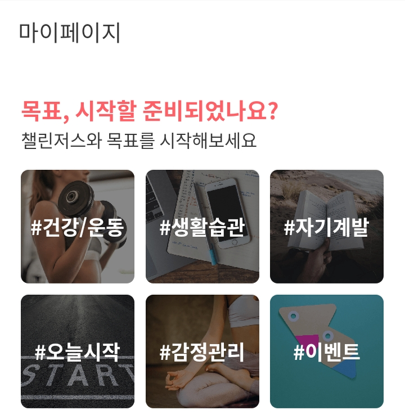 마이페이지
목표, 시작할 준비되었나요?
챌린저스와 목표를 시작해보세요
#건강/운동 #생활습관 #자기계발
#오늘시작 #감정관리 #이벤트
START